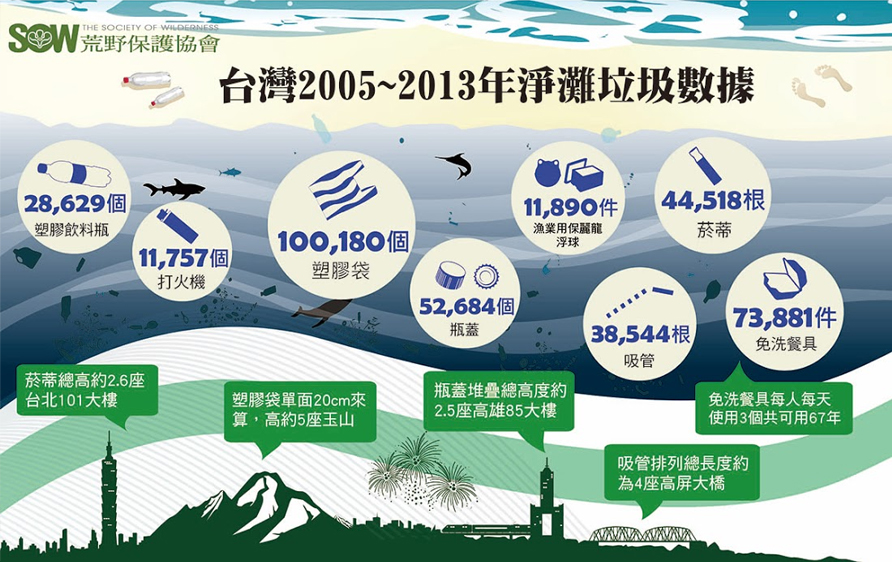 SOW THE SOCIETY OF WILDERNESS
荒野保護協會
台灣2005~2013年淨灘垃圾數據
28,629個
塑膠飲料瓶
11,757個
打火機
100,180個
塑膠袋
52,684個
瓶蓋
11,890件
漁業用保麗龍
浮球
44,518根
菸蒂
38,544根
吸管
73,881件
免洗餐具
菸蒂總高約2.6座
台北101大樓
塑膠袋單面20cm來
算，高約5座玉山
瓶蓋堆疊總高度約
2.5座高雄85大樓
吸管排列總長度約
為4座高屏大橋
免洗餐具每人每天
使用3個共可用67年